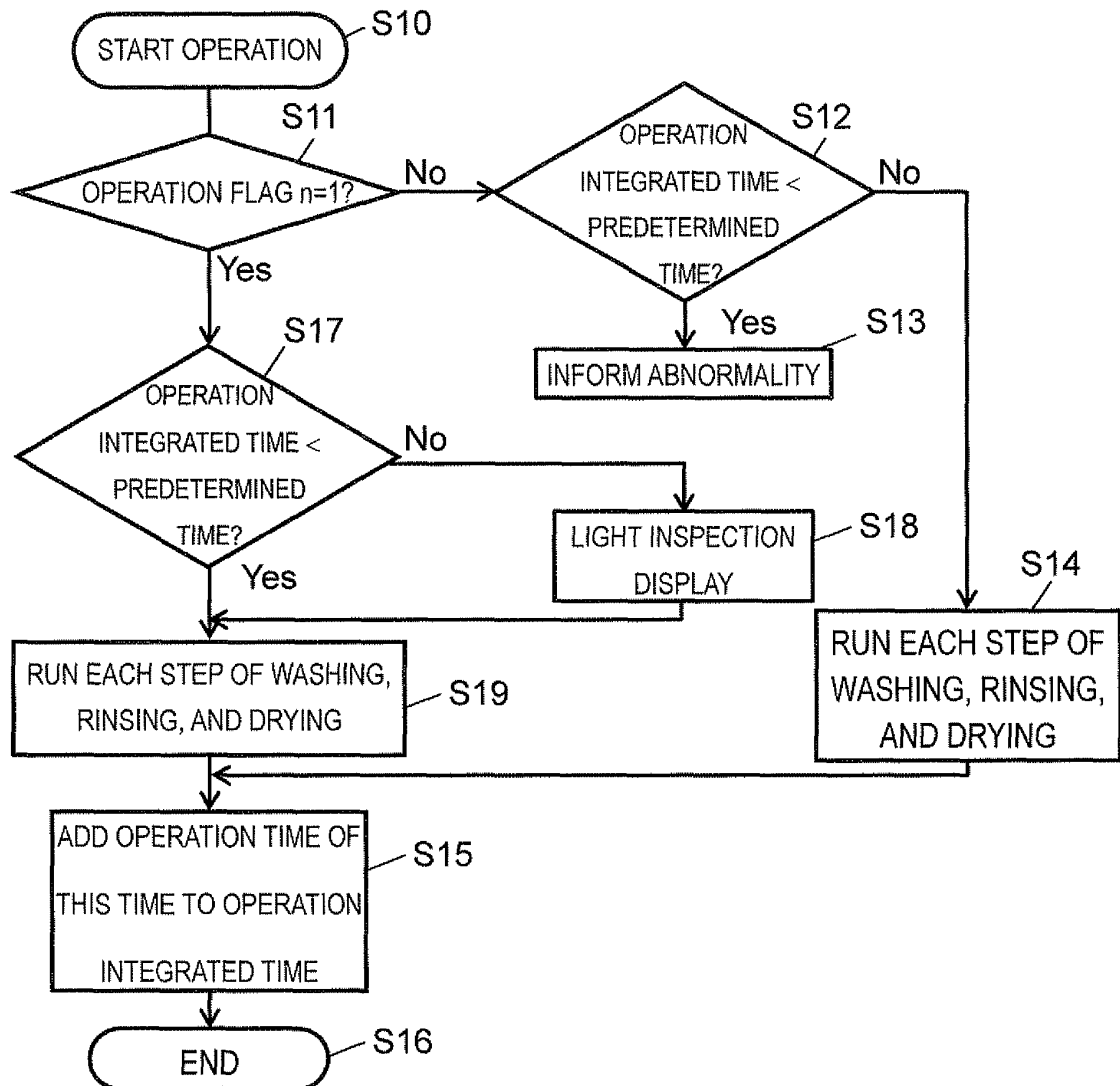 START OPERATION
S10
S11
OPERATION FLAG n=1?
No
Yes
S12
OPERATION
INTEGRATED TIME <
PREDETERMINED
TIME?
No
Yes
S13
INFORM ABNORMALITY
S17
OPERATION
INTEGRATED TIME <
PREDETERMINED
TIME?
No
Yes
S18
LIGHT INSPECTION
DISPLAY
S14
RUN EACH STEP OF
WASHING, RINSING,
AND DRYING
RUN EACH STEP OF WASHING,
RINSING, AND DRYING
S19
ADD OPERATION TIME OF
THIS TIME TO OPERATION
INTEGRATED TIME
S15
END
S16